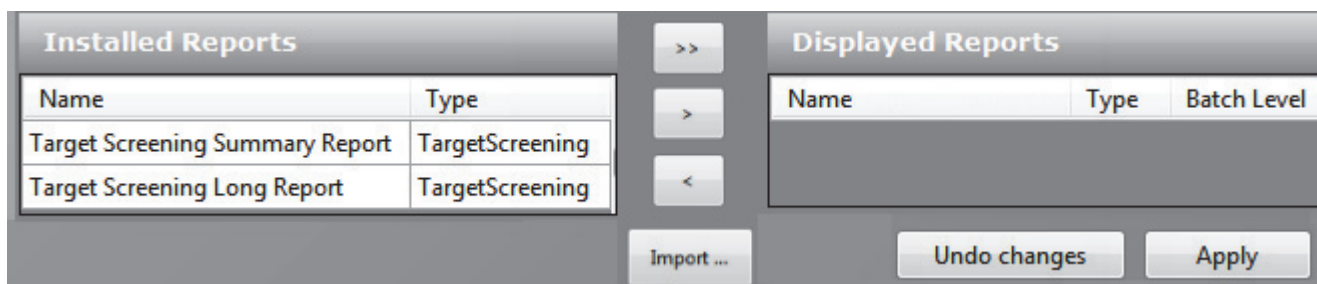 Installed Reports
Name Type
Target Screening Summary Report TargetScreening
Target Screening Long Report TargetScreening
>>
>
<
Import ...
Displayed Reports
Name Type Batch Level
Undo changes Apply